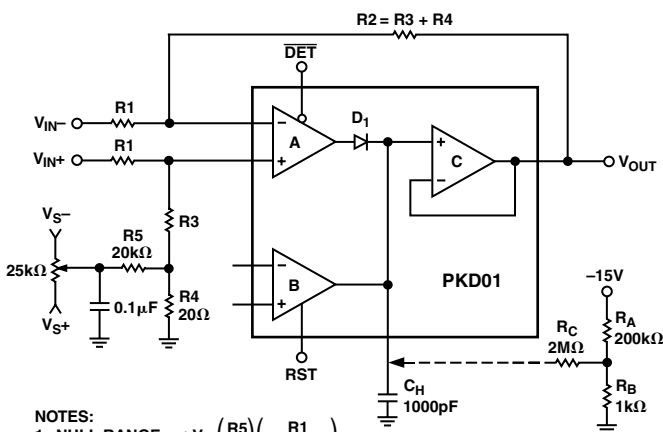 R2 = R3 + R4
DET
D1
VIN– R1
VIN+ R1
A
– +
C
+ –
VOUT
R3
VS–
R5
20kΩ
25kΩ
0.1μF
R4
20Ω
VS+
B
– +
PKD01
–15V
RA
200kΩ
RC
2MΩ
RB
1kΩ
RST
CH
1000pF
NOTES: